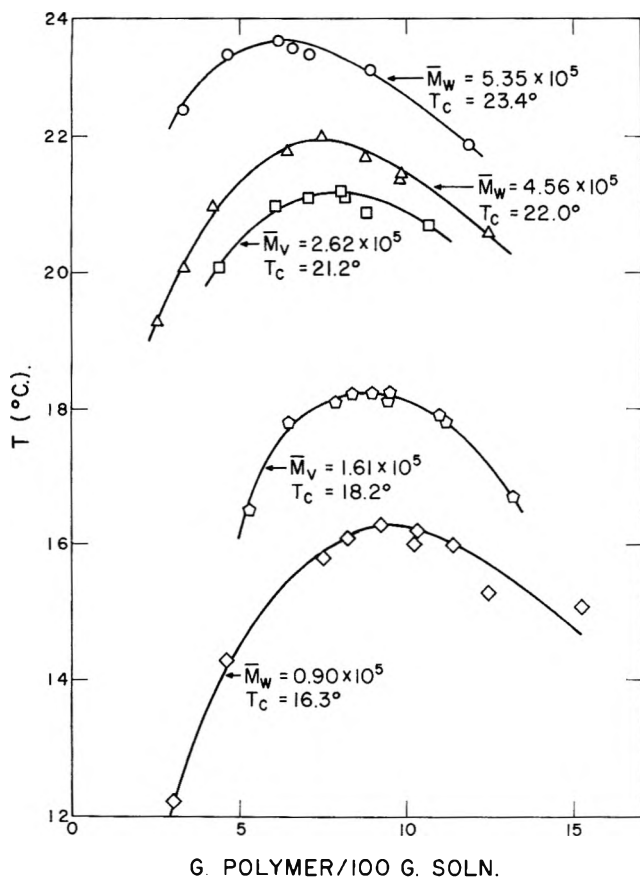 24
M̄w = 5.35 × 10⁵
Tc = 23.4°
22
M̄w = 4.56 × 10⁵
Tc = 22.0°
M̄v = 2.62 × 10⁵
Tc = 21.2°
20
T (°C.).
18
M̄v = 1.61 × 10⁵
Tc = 18.2°
16
14
M̄w = 0.90 × 10⁵
Tc = 16.3°
12
0 5 10 15
G. POLYMER/100 G. SOLN.